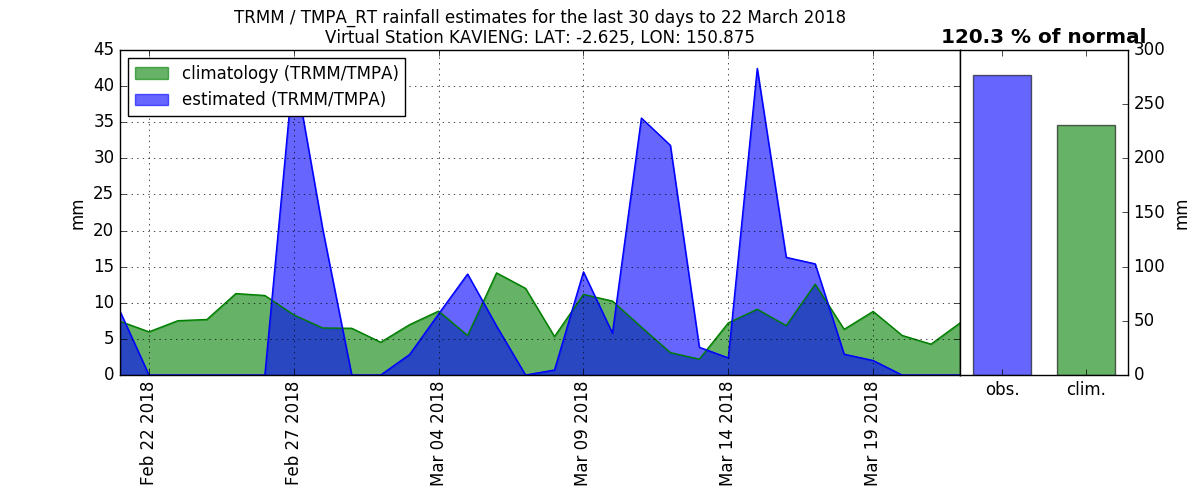 TRMM / TMPA_RT rainfall estimates for the last 30 days to 22 March 2018
Virtual Station KAVIENG: LAT: -2.625, LON: 150.875
120.3 % of normal
climatology (TRMM/TMPA)
estimated (TRMM/TMPA)
45
40
35
30
25
20
15
10
5
0
mm
Feb 22 2018
Feb 27 2018
Mar 04 2018
Mar 09 2018
Mar 14 2018
Mar 19 2018
obs.
clim.
300
250
200
150
100
50
0
mm